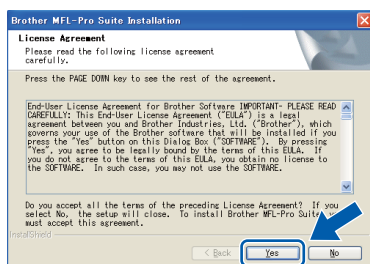 Brother MFL-Pro Suite Installation
License Agreement
Please read the following license agreement
carefully.
Press the PAGE DOWN key to see the rest of the agreement.
End-User License Agreement for Brother Software IMPORTANT- PLEASE READ
CAREFULLY: This End-User License Agreement ("EULA") is a legal
agreement between you and Brother Industries, Ltd. ("Brother"), which
governs your use of the Brother software that will be installed if you
press the "Yes" button on this Dialog Box ("SOFTWARE"). By pressing
"Yes", you agree to be legally bound by the terms of this EULA. If
you do not agree to the terms of this EULA, you obtain no license to
the SOFTWARE. In such case, you may not use the SOFTWARE.
Do you accept all the terms of the preceding License Agreement? If you
select No, the setup will close. To install Brother MFL-Pro Suite, you
must accept this agreement.
InstallShield
< Back Yes No